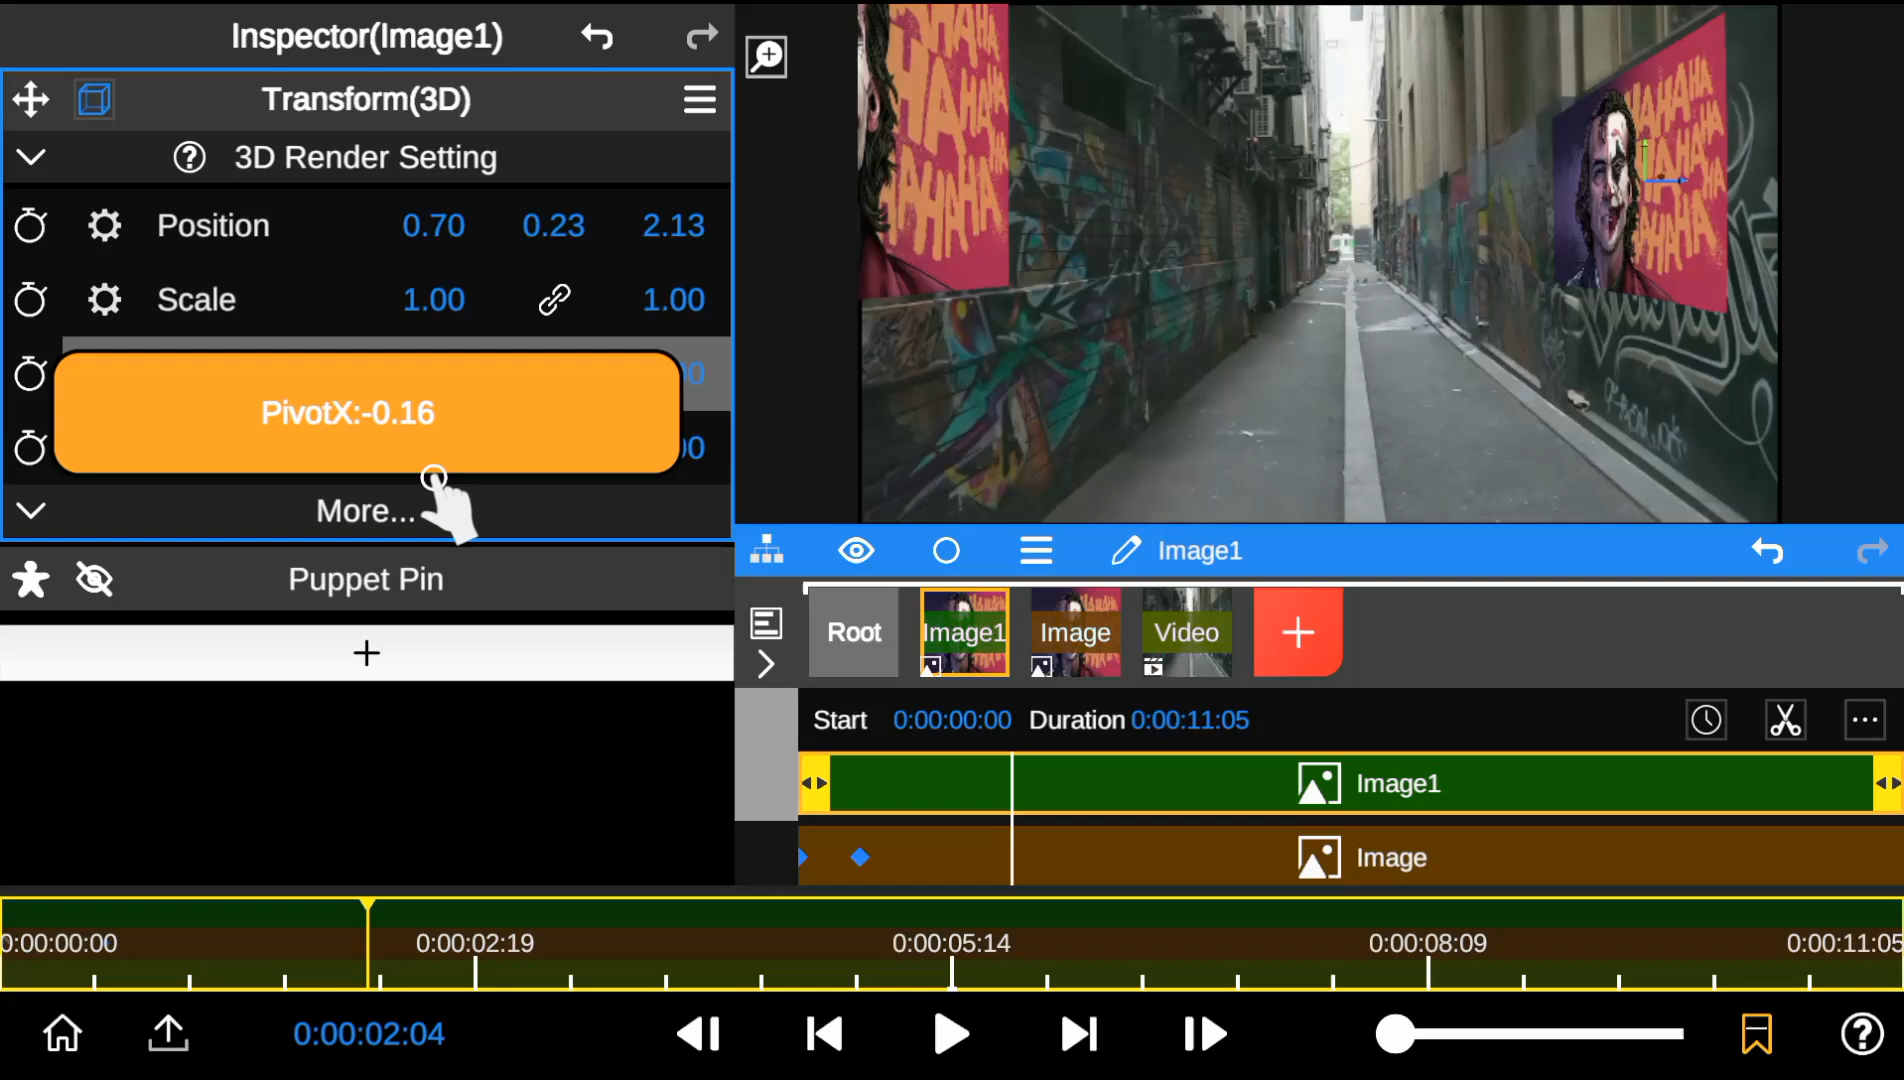 Inspector(Image1)
Transform(3D)
3D Render Setting
Position 0.70 0.23 2.13
Scale 1.00 1.00
PivotX:-0.16
More...
Puppet Pin
+
Image1
Root Image1 Image Video +
Start 0:00:00:00 Duration 0:00:11:05
Image1
Image
0:00:00:00 0:00:02:19 0:00:05:14 0:00:08:09 0:00:11:05
0:00:02:04